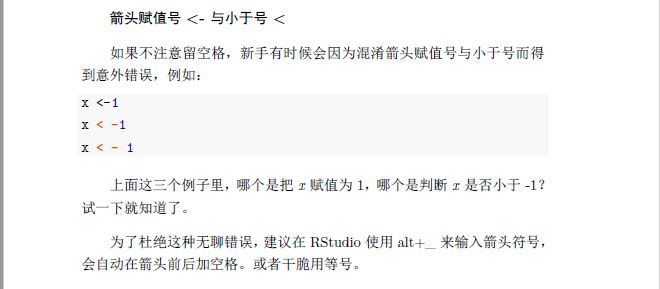 箭头赋值号 <- 与小于号 <
如果不注意留空格，新手有时候会因为混淆箭头赋值号与小于号而得
到意外错误，例如：
x <-1
x < -1
x < - 1
上面这三个例子里，哪个是把 x 赋值为 1，哪个是判断 x 是否小于 -1？
试一下就知道了。
为了杜绝这种无聊错误，建议在 RStudio 使用 alt+_ 来输入箭头符号，
会自动在箭头前后加空格。或者干脆用等号。